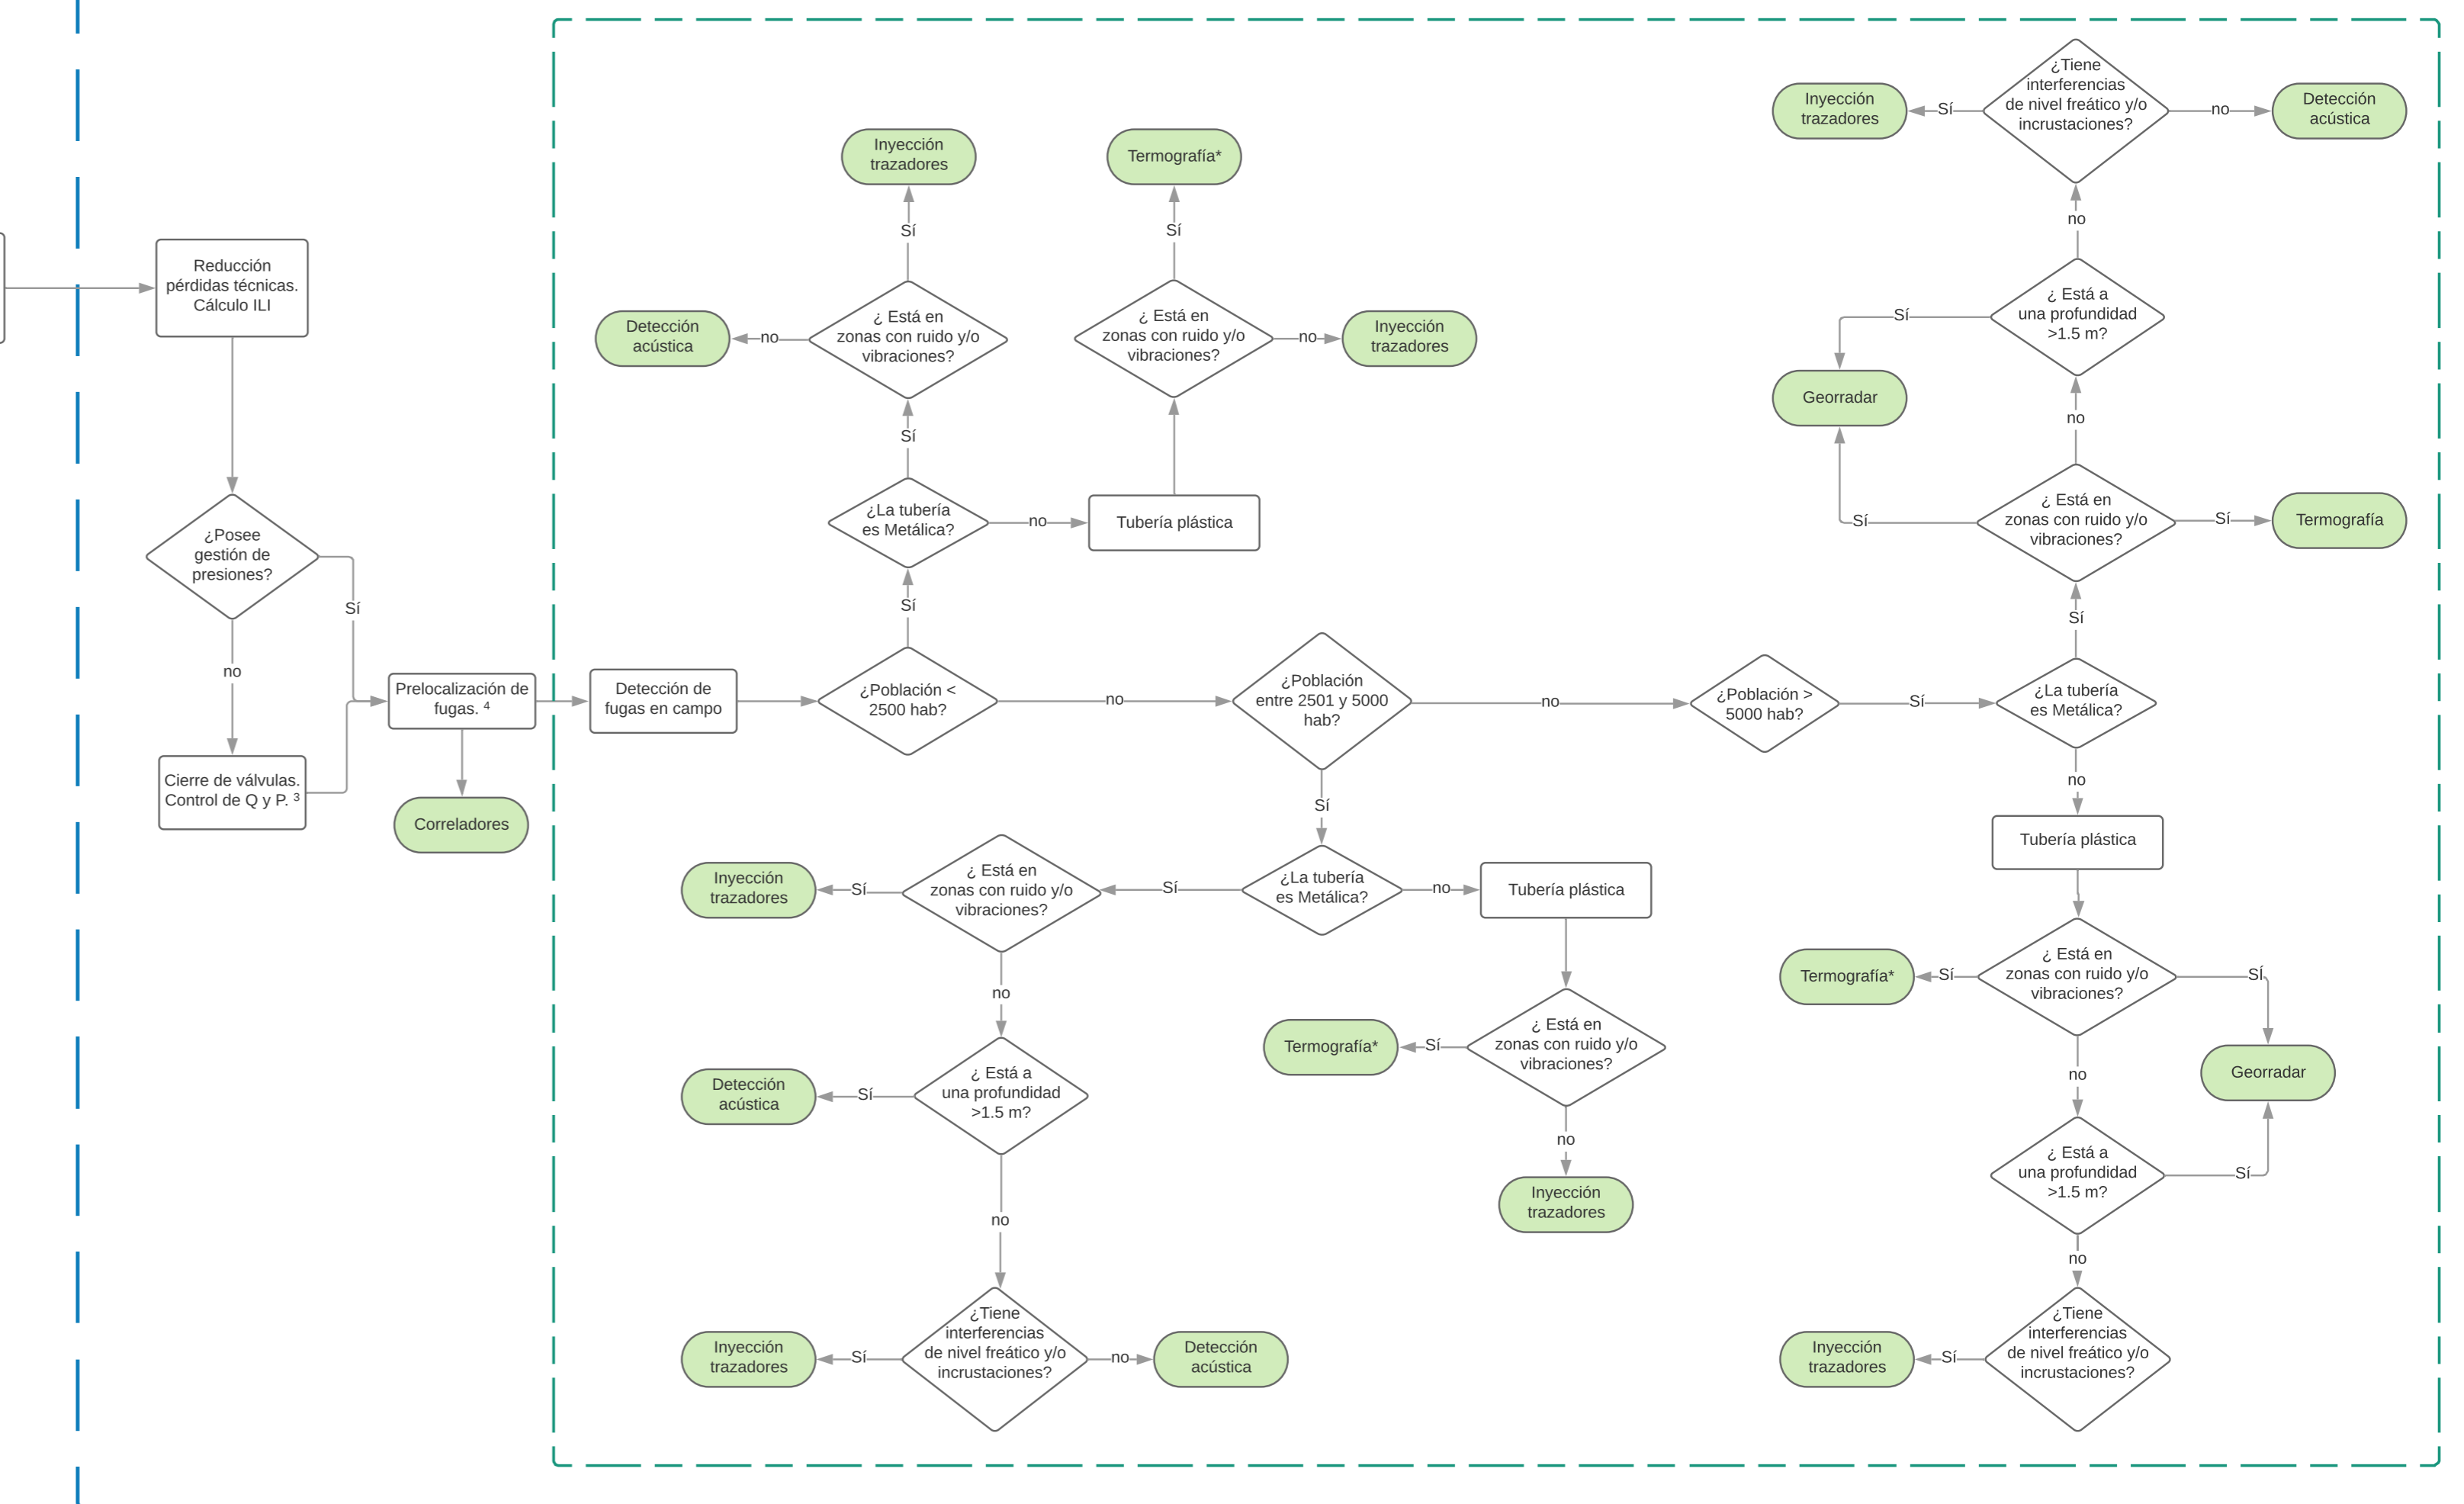 Reducción
pérdidas técnicas.
Cálculo ILI
¿Posee
gestión de
presiones?
Sí
no
Cierre de válvulas.
Control de Q y P. 3
Prelocalización de
fugas. 4
Correladores
Detección de
fugas en campo
¿Población <
2500 hab?
Sí
no
¿La tubería
es Metálica?
Sí
no
¿ Está en
zonas con ruido y/o
vibraciones?
no
Detección
acústica
Sí
Inyección
trazadores
Tubería plástica
¿ Está en
zonas con ruido y/o
vibraciones?
Sí
Termografía*
no
Inyección
trazadores
¿Población
entre 2501 y 5000
hab?
no
Sí
¿La tubería
es Metálica?
Sí
no
¿ Está en
zonas con ruido y/o
vibraciones?
Sí
Inyección
trazadores
no
¿ Está a
una profundidad
>1.5 m?
Sí
Detección
acústica
no
¿Tiene
interferencias
de nivel freático y/o
incrustaciones?
Sí
Inyección
trazadores
no
Detección
acústica
Tubería plástica
¿ Está en
zonas con ruido y/o
vibraciones?
Sí
Termografía*
no
Inyección
trazadores
¿Población >
5000 hab?
Sí
¿La tubería
es Metálica?
Sí
no
¿ Está en
zonas con ruido y/o
vibraciones?
Sí
Termografía
Sí
Georradar
no
¿ Está a
una profundidad
>1.5 m?
Sí
no
¿Tiene
interferencias
de nivel freático y/o
incrustaciones?
Sí
Inyección
trazadores
no
Detección
acústica
Tubería plástica
¿ Está en
zonas con ruido y/o
vibraciones?
Sí
Termografía*
SÍ
Georradar
no
¿ Está a
una profundidad
>1.5 m?
Sí
no
¿Tiene
interferencias
de nivel freático y/o
incrustaciones?
Sí
Inyección
trazadores